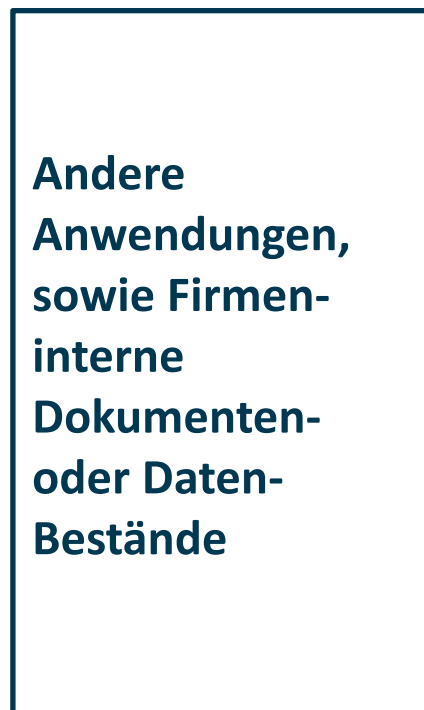 Andere
Anwendungen,
sowie Firmen-
interne
Dokumenten-
oder Daten-
Bestände